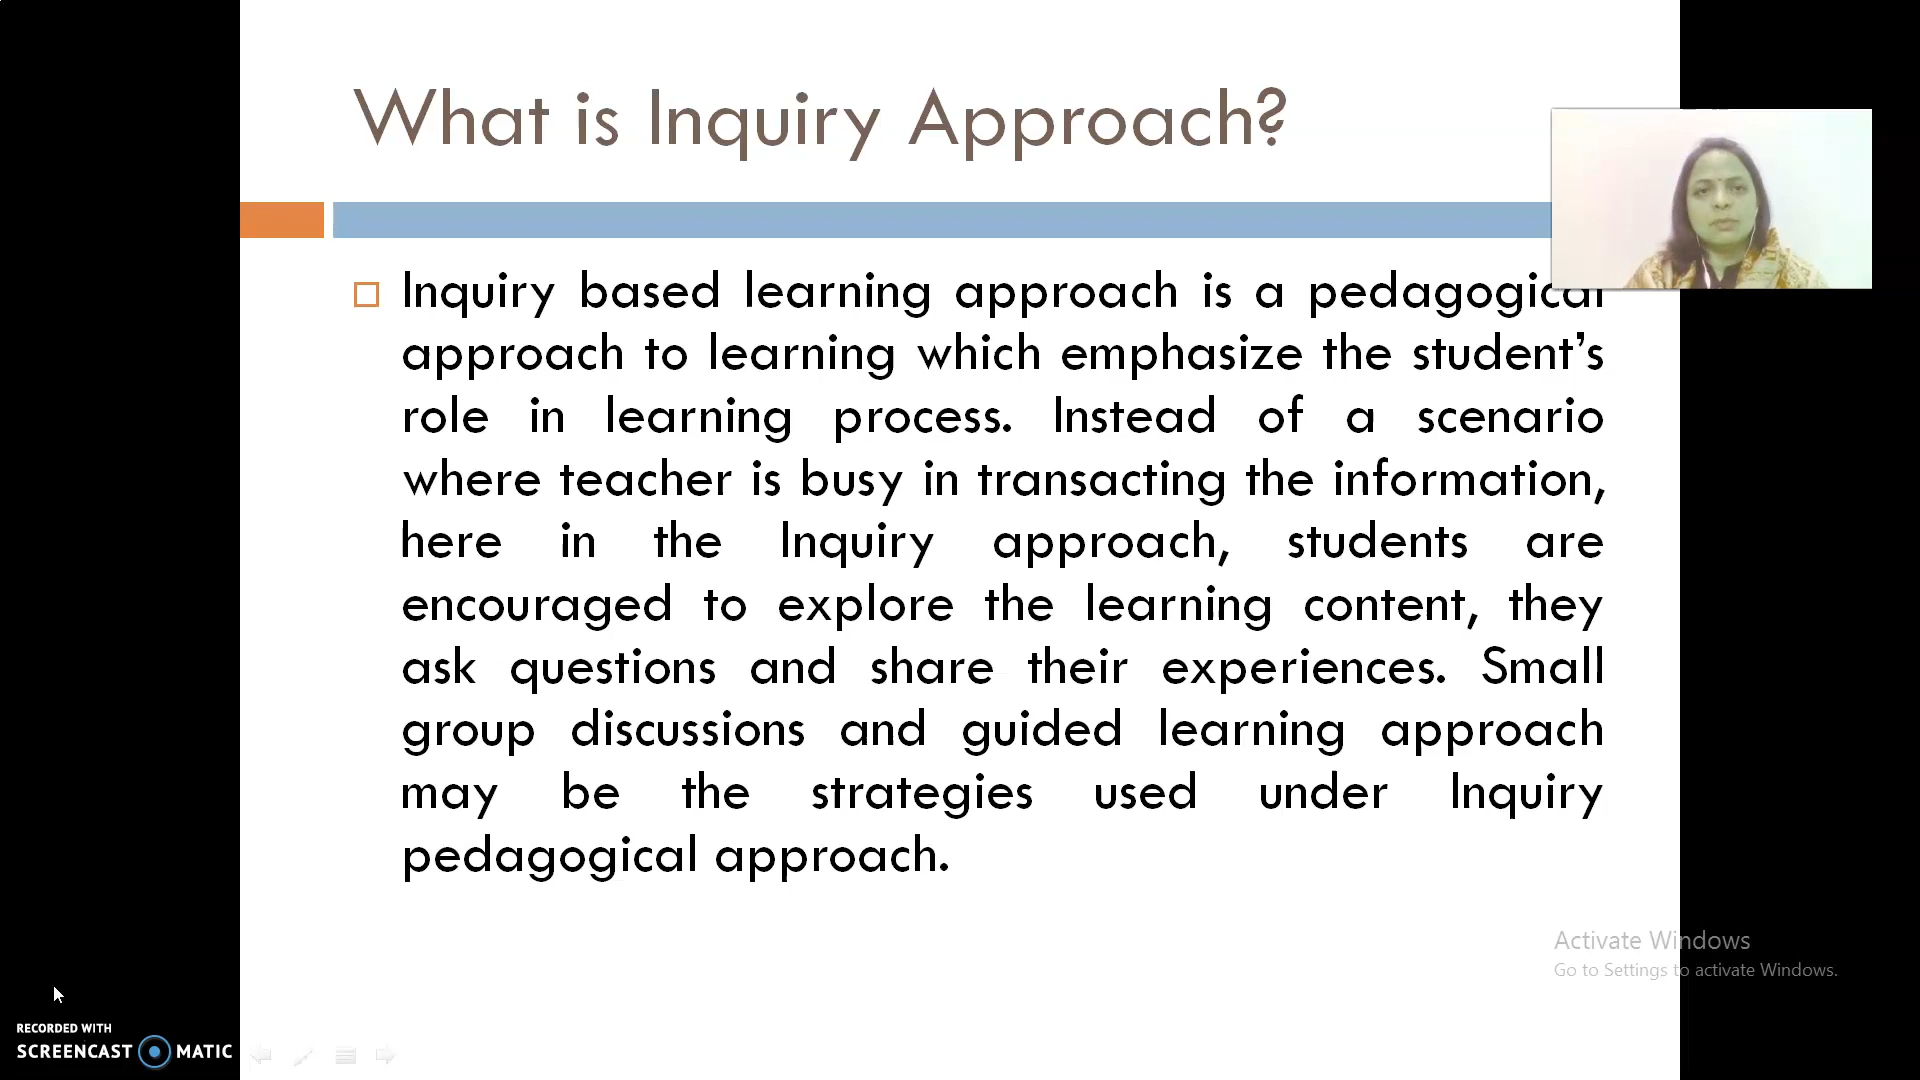 What is Inquiry Approach?
Inquiry based learning approach is a pedagogical
approach to learning which emphasize the student's
role in learning process. Instead of a scenario
where teacher is busy in transacting the information,
here in the Inquiry approach, students are
encouraged to explore the learning content, they
ask questions and share their experiences. Small
group discussions and guided learning approach
may be the strategies used under Inquiry
pedagogical approach.
Activate Windows
Go to Settings to activate Windows.
RECORDED WITH
SCREENCAST MATIC